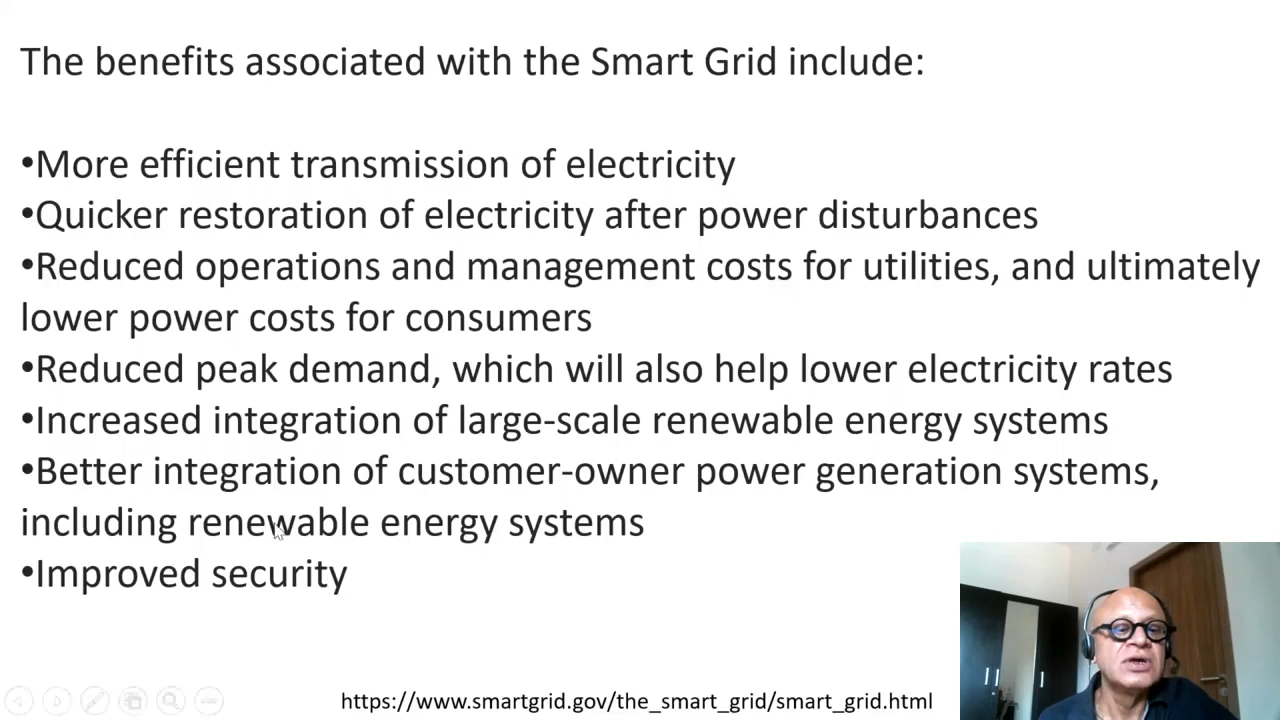 The benefits associated with the Smart Grid include:
•More efficient transmission of electricity
•Quicker restoration of electricity after power disturbances
•Reduced operations and management costs for utilities, and ultimately
lower power costs for consumers
•Reduced peak demand, which will also help lower electricity rates
•Increased integration of large-scale renewable energy systems
•Better integration of customer-owner power generation systems,
including renewable energy systems
•Improved security
https://www.smartgrid.gov/the_smart_grid/smart_grid.html